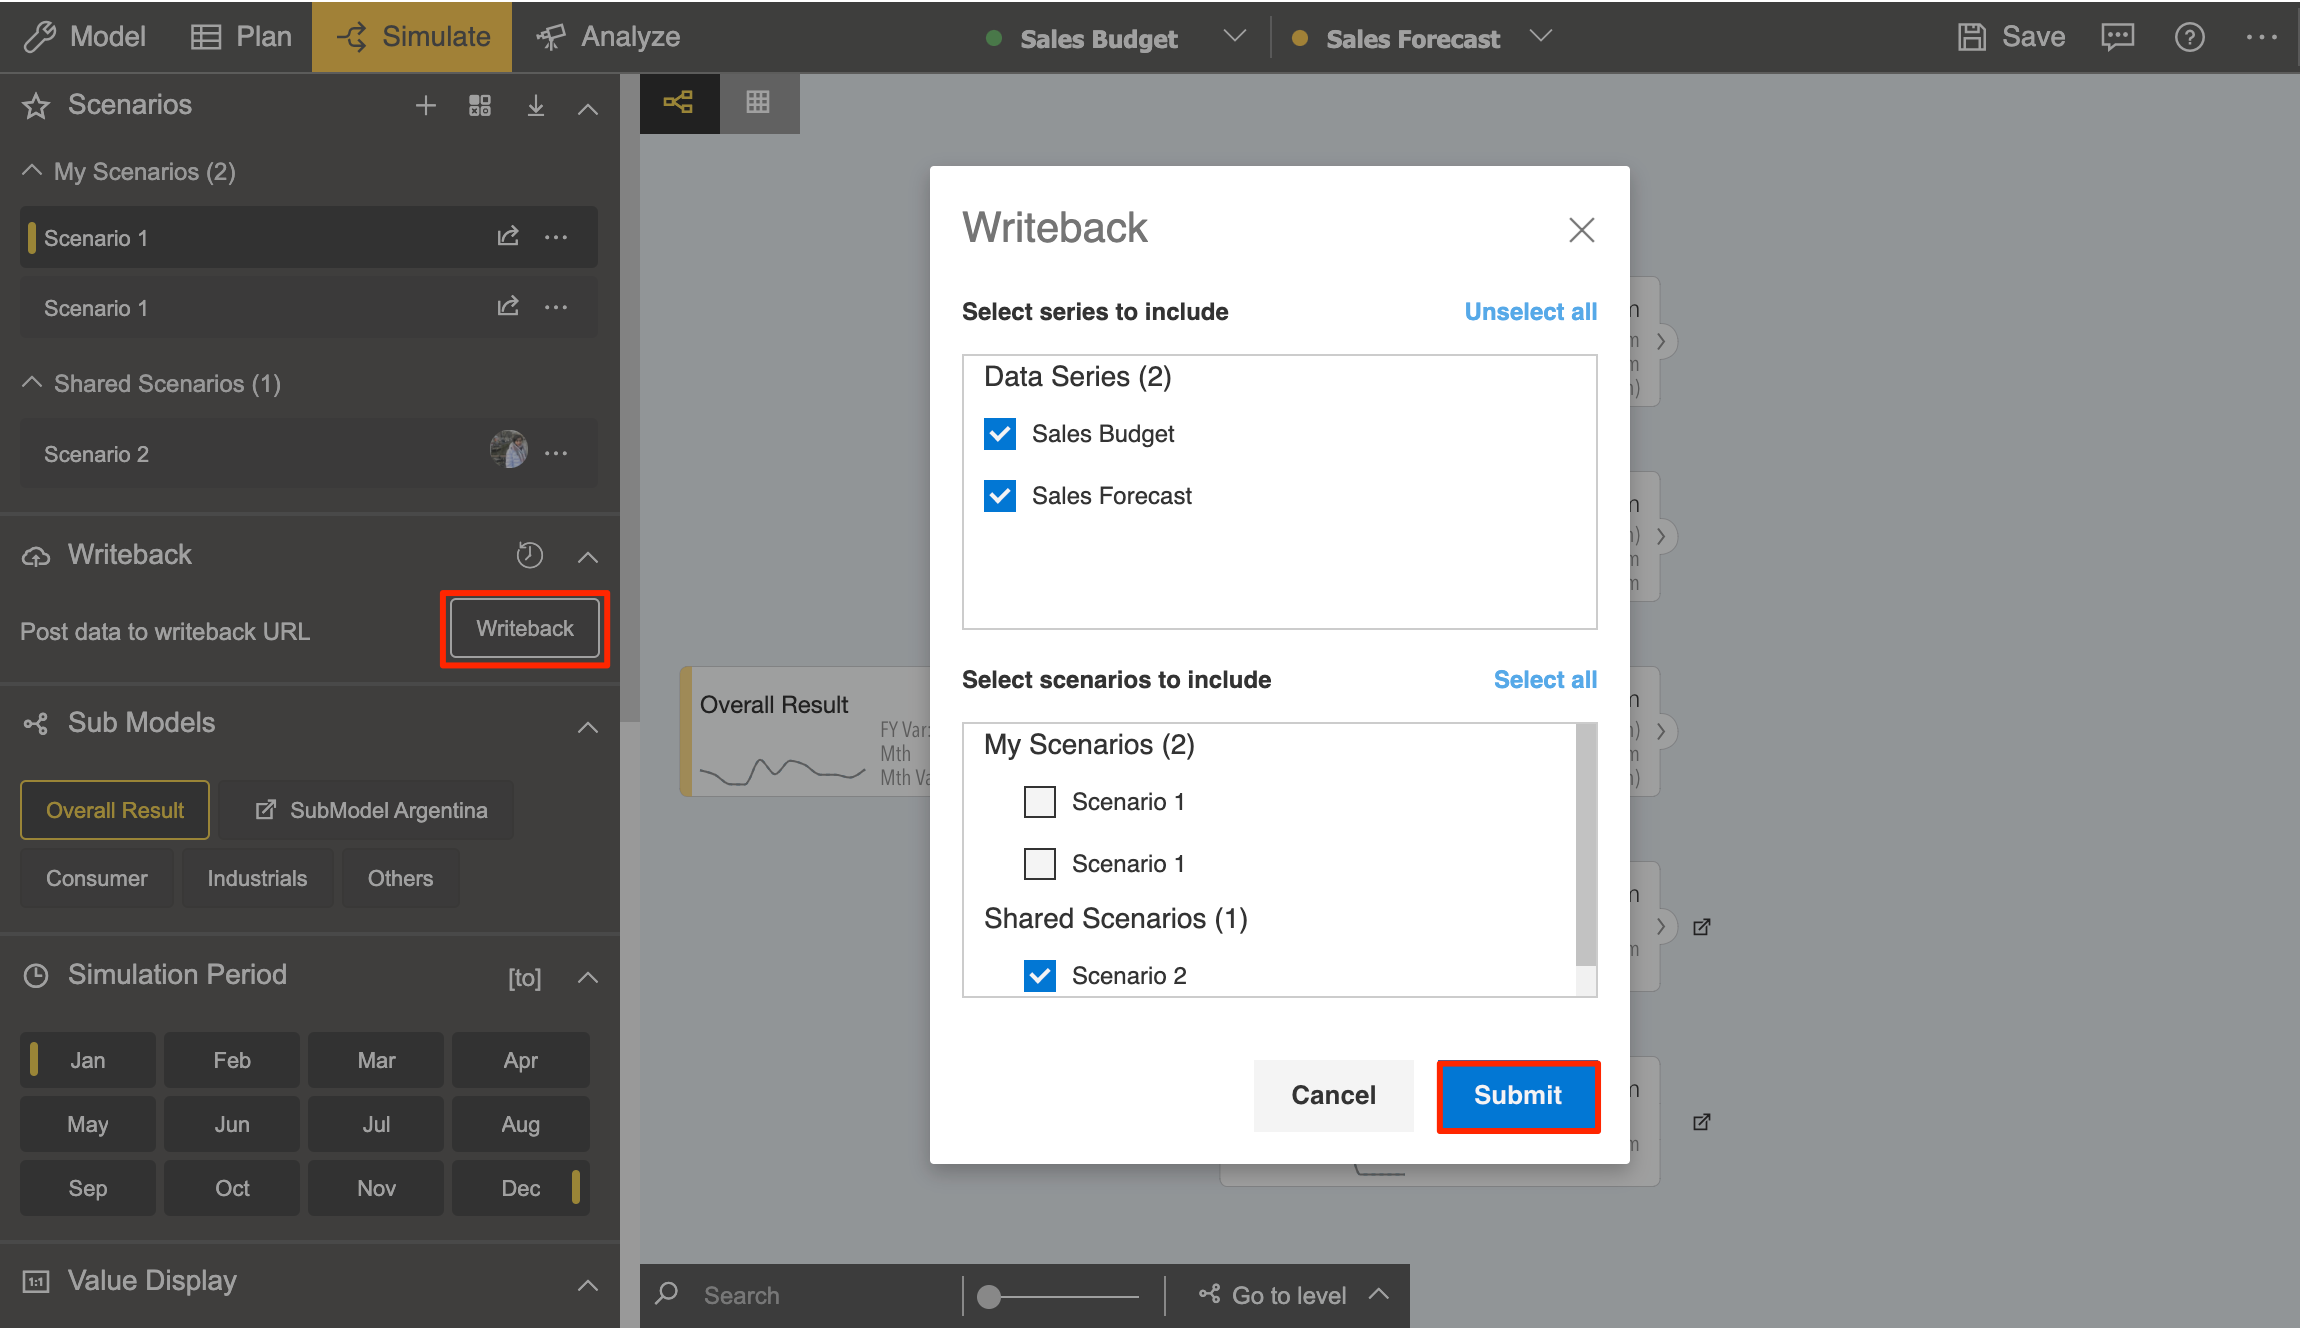 Model Plan Simulate Analyze Sales Budget Sales Forecast Save
Scenarios
My Scenarios (2)
Scenario 1
Scenario 1
Shared Scenarios (1)
Scenario 2
Writeback
Post data to writeback URL Writeback
Sub Models
Overall Result SubModel Argentina
Consumer Industrials Others
Simulation Period [to]
Jan Feb Mar Apr
May Jun Jul Aug
Sep Oct Nov Dec
1:1 Value Display
Overall Result
FY Var:
Mth
Mth
Writeback
Select series to include Unselect all
Data Series (2)
Sales Budget
Sales Forecast
Select scenarios to include Select all
My Scenarios (2)
Scenario 1
Scenario 1
Shared Scenarios (1)
Scenario 2
Cancel Submit
Search Go to level